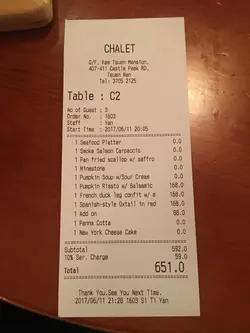 CHALET
G/F, Kam Tsuen Mansion,
407-411 Castle Peak RD,
Tsuen Wan
Tel: 3705 2125
Table : C2
No of Guest : 3
Order No. : 1603
Staff : Yan
Start Time : 2017/06/11 20:05
1 Seafood Platter 0.0
1 Smoke Salmon Carpaccio 0.0
1 Pan fried scallop w/ saffro 0.0
1 Minestone 0.0
1 Pumpkin Soup w/Sour Creme 0.0
1 Pumpkin Risoto w/ Balsamic 168.0
1 French duck leg confit w/ a 168.0
1 Spanish-style Oxtail in red 168.0
1 Add on 88.0
1 Panna Cotta 0.0
1 New York Cheese Cake 0.0
Subtotal 592.0
10% Ser. Charge 59.0
Total 651.0
Thank You.See You Next Time.
2017/06/11 21:28 1603 Yan